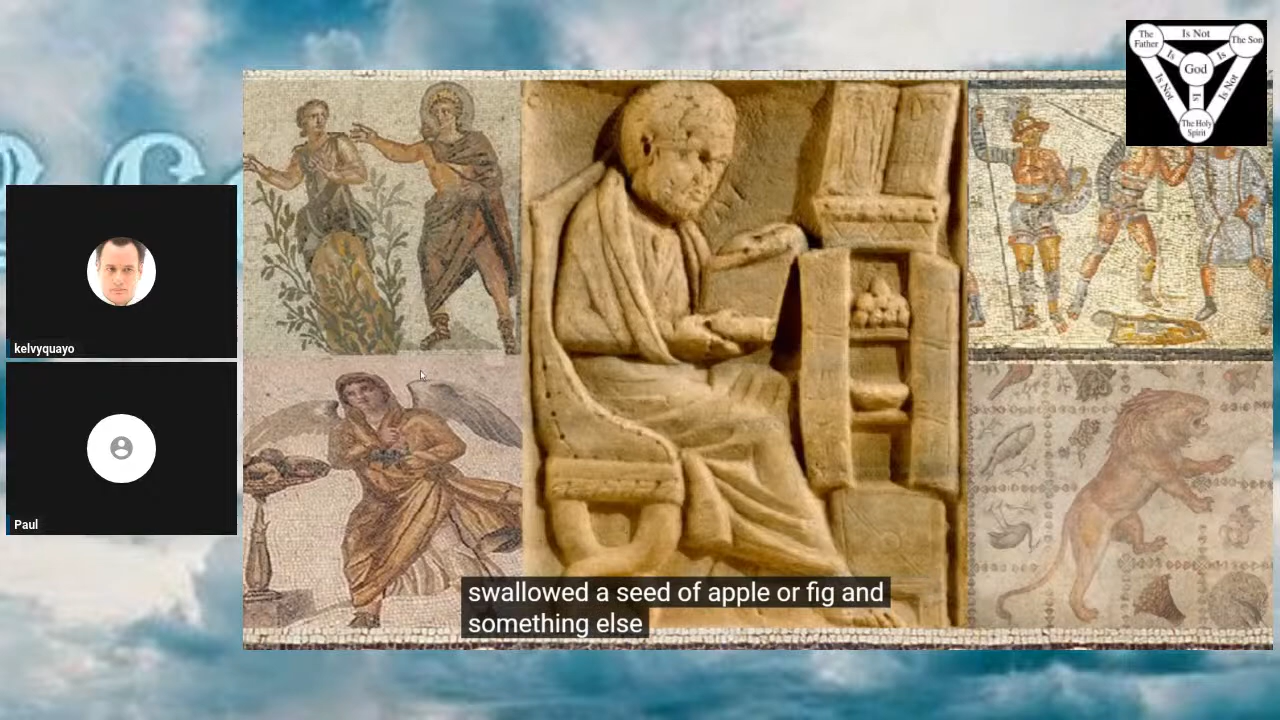 The Father
Is Not
The Son
Is
Is
God
Is Not
Is
Is Not
The Holy Spirit
kelvyquayo
Paul
swallowed a seed of apple or fig and
something else